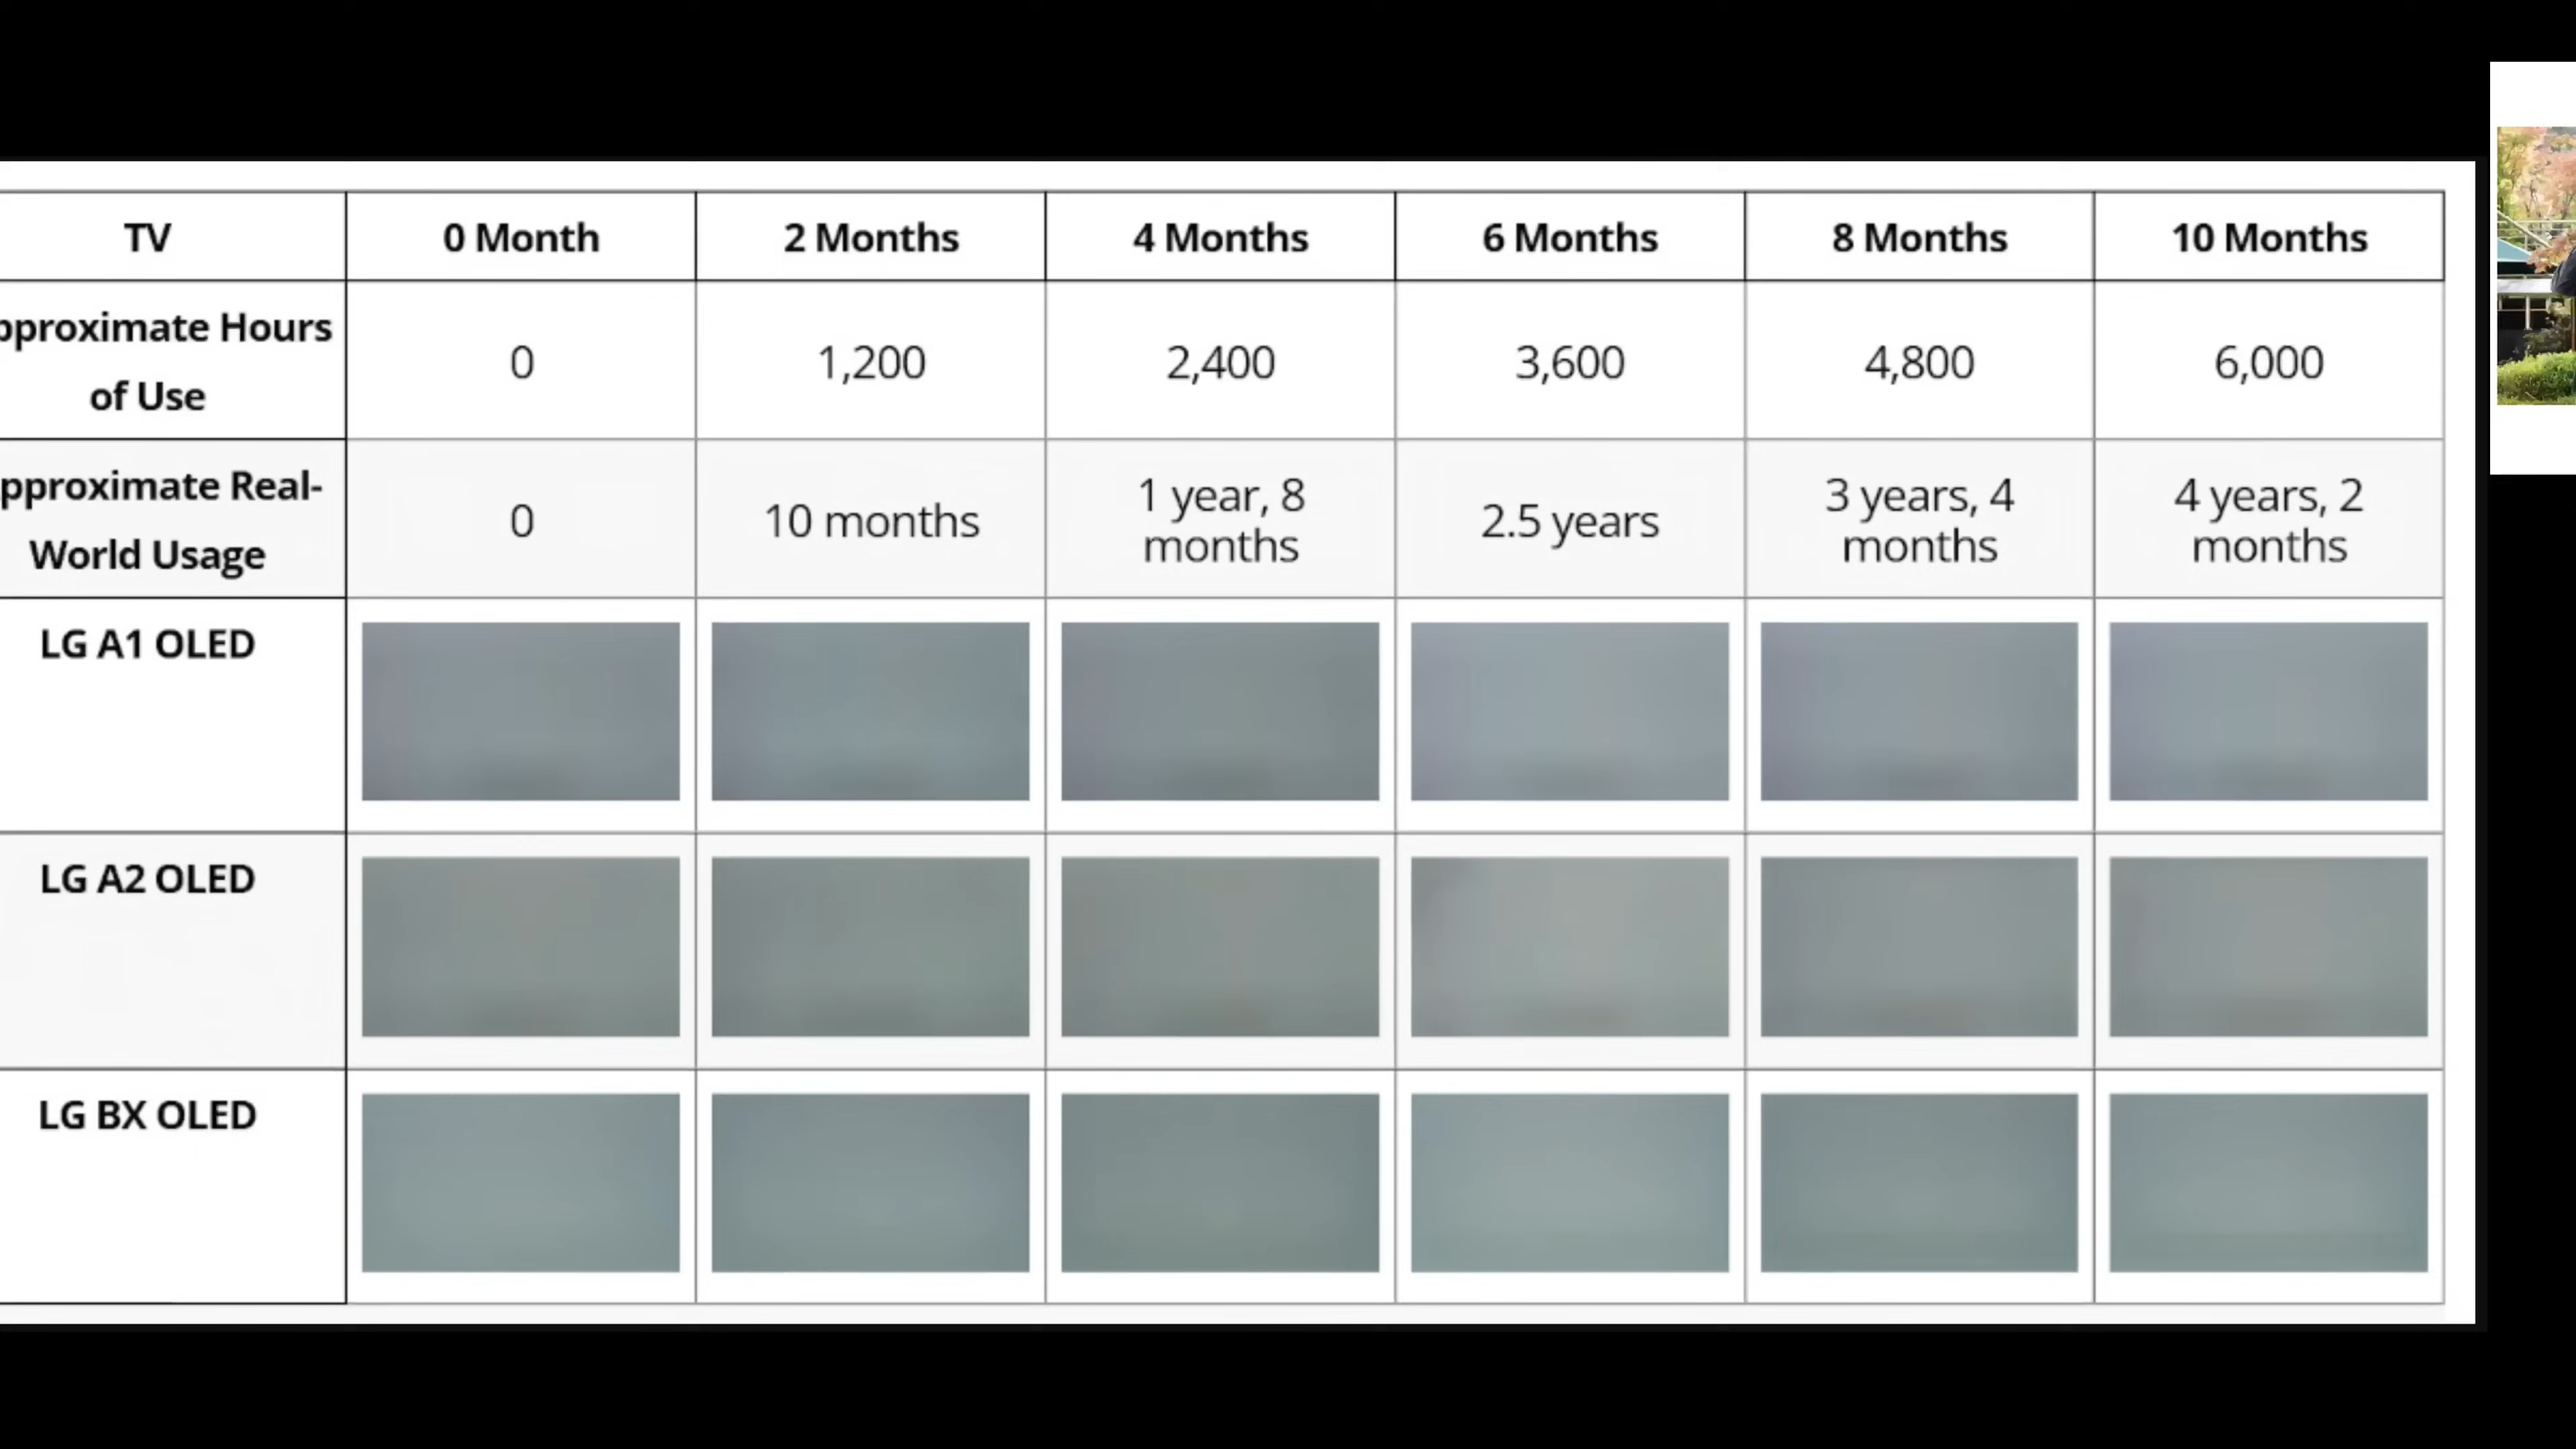 TV
0 Month
2 Months
4 Months
6 Months
8 Months
10 Months
pproximate Hours
of Use
0
1,200
2,400
3,600
4,800
6,000
pproximate Real-
World Usage
0
10 months
1 year, 8
months
2.5 years
3 years, 4
months
4 years, 2
months
LG A1 OLED
LG A2 OLED
LG BX OLED